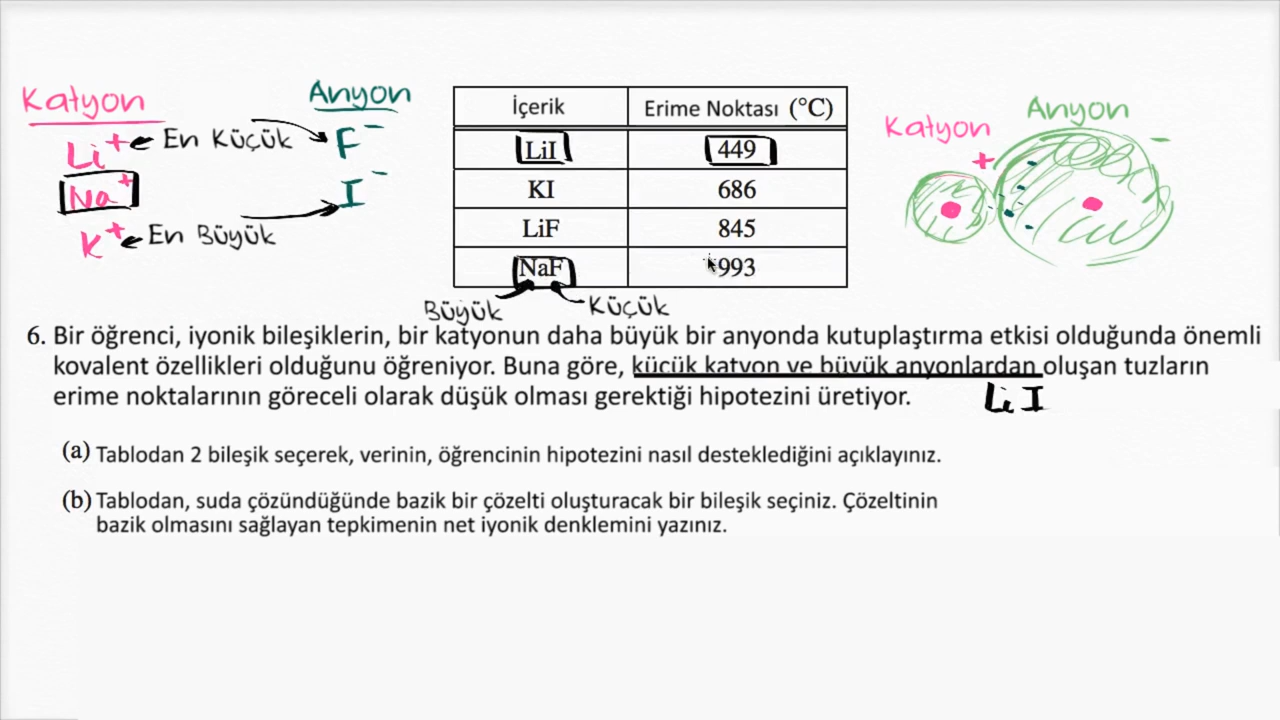 Katyon
Anyon
Li+
En Küçük
F-
Na+
I-
K+
En Büyük
İçerik Erime Noktası (°C)
LiI 449
KI 686
LiF 845
NaF 993
Büyük
Küçük
Katyon
Anyon
+
-
6. Bir öğrenci, iyonik bileşiklerin, bir katyonun daha büyük bir anyonda kutuplaştırma etkisi olduğunda önemli
kovalent özellikleri olduğunu öğreniyor. Buna göre, küçük katyon ve büyük anyonlardan oluşan tuzların
erime noktalarının göreceli olarak düşük olması gerektiği hipotezini üretiyor.
LiI
(a) Tablodan 2 bileşik seçerek, verinin, öğrencinin hipotezini nasıl desteklediğini açıklayınız.
(b) Tablodan, suda çözündüğünde bazik bir çözelti oluşturacak bir bileşik seçiniz. Çözeltinin
bazik olmasını sağlayan tepkimenin net iyonik denklemini yazınız.